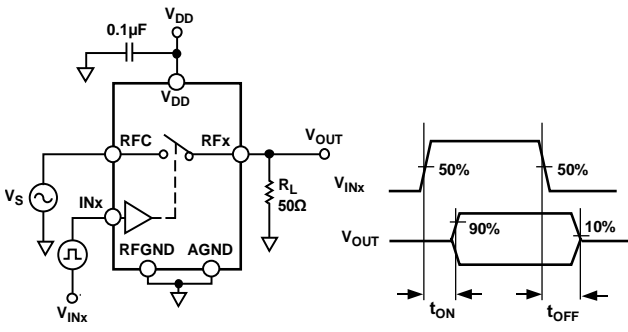 VDD
0.1µF
VDD
RFC RFx VOUT
VS
RL
50Ω
INx
RFGND AGND
VINx
VINx 50% 50%
VOUT 90% 10%
tON tOFF